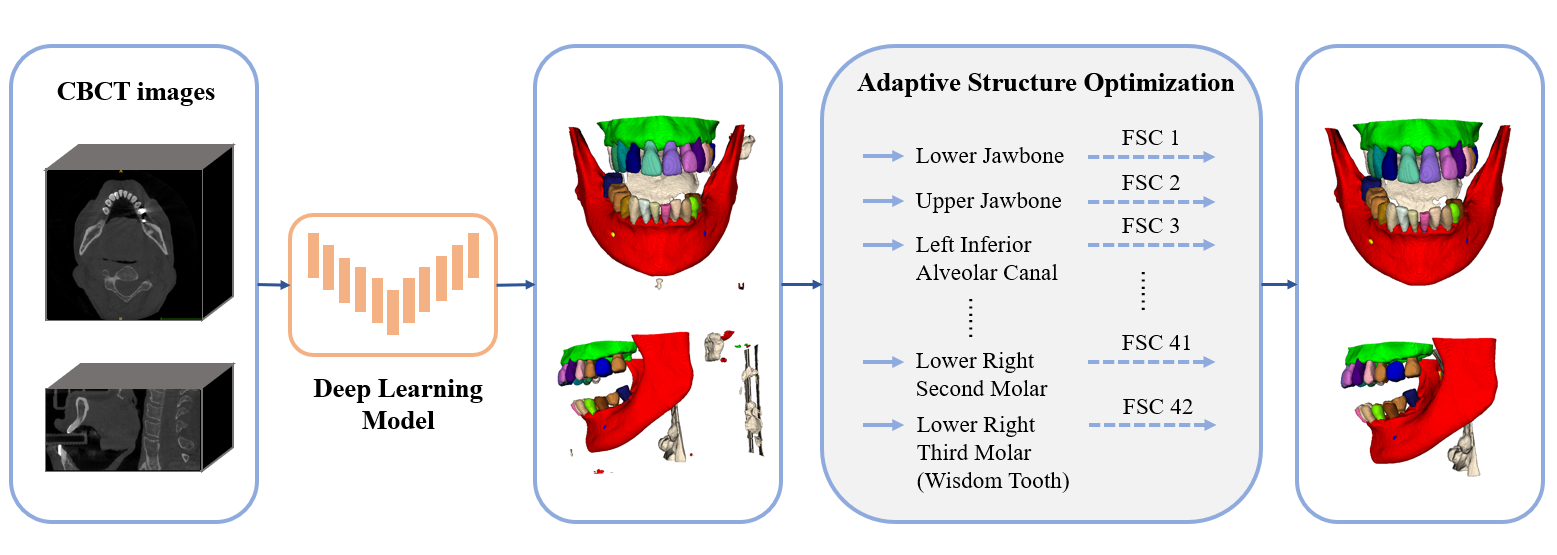 CBCT images
Deep Learning
Model
Adaptive Structure Optimization
Lower Jawbone
FSC 1
Upper Jawbone
FSC 2
Left Inferior
Alveolar Canal
FSC 3
Lower Right
Second Molar
FSC 41
Lower Right
Third Molar
(Wisdom Tooth)
FSC 42